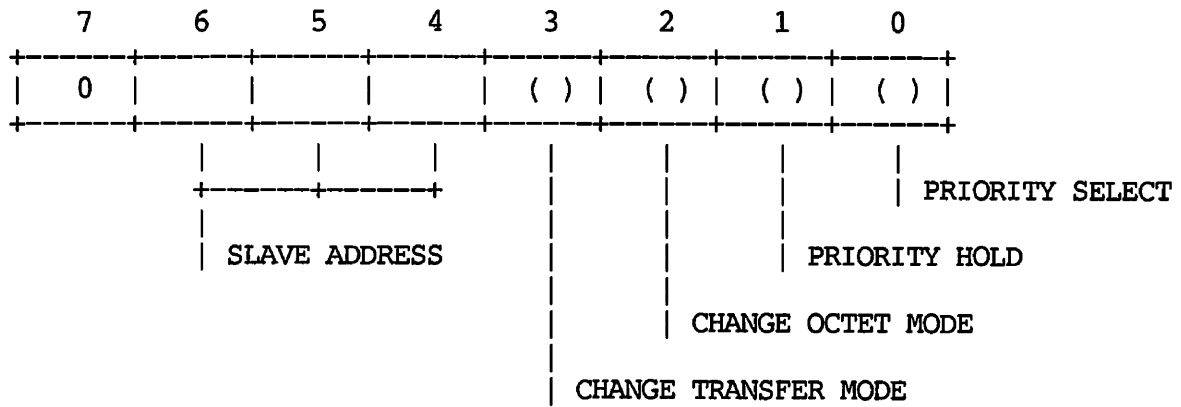 7 6 5 4 3 2 1 0
0 ( ) ( ) ( ) ( )
PRIORITY SELECT
SLAVE ADDRESS PRIORITY HOLD
CHANGE OCTET MODE
CHANGE TRANSFER MODE